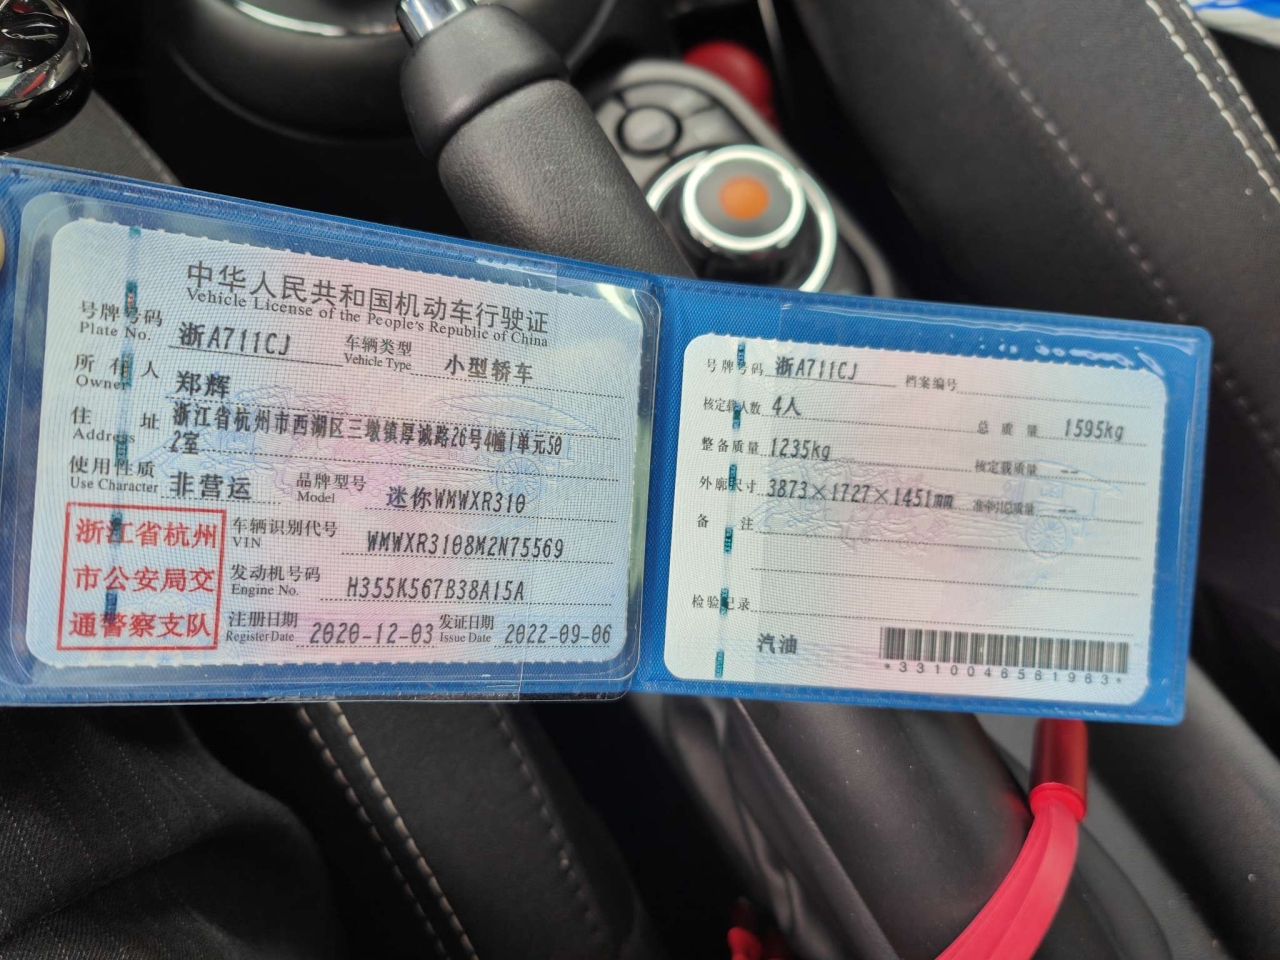 中华人民共和国机动车行驶证
Vehicle License of the People's Republic of China
号牌号码 浙A711CJ 车辆类型 小型轿车
Plate No. Vehicle Type
所有人 郑辉
Owner
住址 浙江省杭州市西湖区三墩镇厚诚路26号4幢1单元50
Address 2室
使用性质 非营运 品牌型号 迷你WMWXR310
Use Character Model
浙江省杭州
市公安局交
通警察支队
车辆识别代号 WMWXR3108M2N75569
VIN
发动机号码 H355K567B38A15A
Engine No.
注册日期 2020-12-03 发证日期 2022-09-06
Register Date Issue Date
号牌号码 浙A711CJ 档案编号
核定载人数 4人 总质量 1595kg
整备质量 1235kg 核定载质量 --
外廓尺寸 3873×1727×1451mm 准牵引总质量 --
备注
检验记录
汽油
*3310046581963*